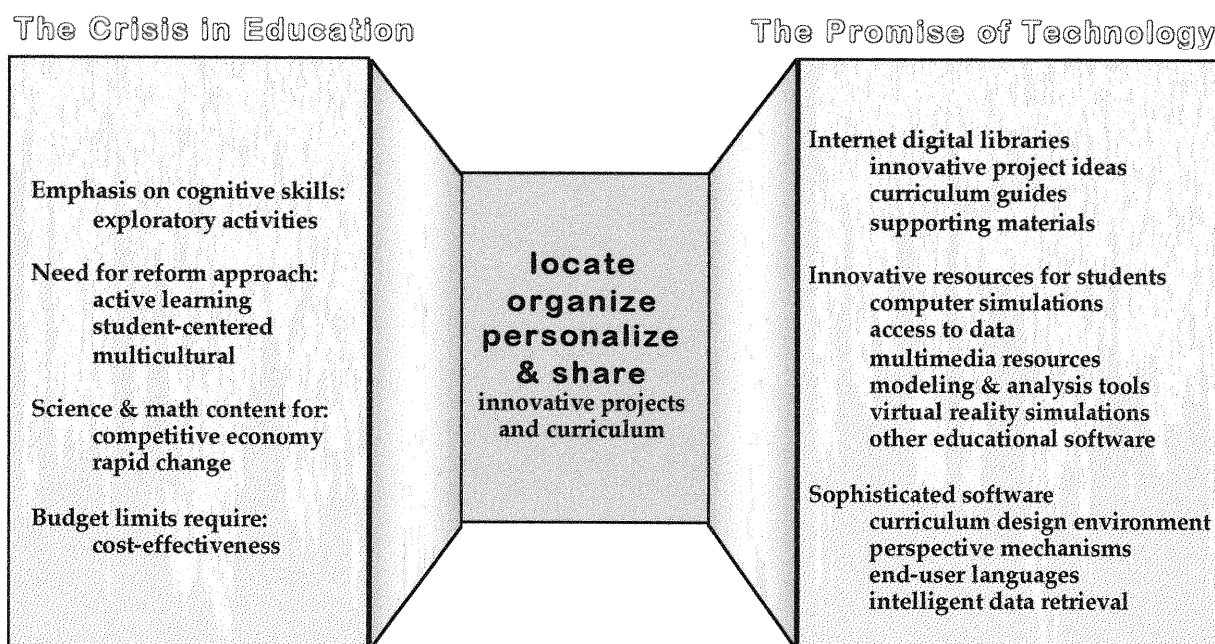 The Crisis in Education
Emphasis on cognitive skills:
exploratory activities
Need for reform approach:
active learning
student-centered
multicultural
Science & math content for:
competitive economy
rapid change
Budget limits require:
cost-effectiveness
locate
organize
personalize
& share
innovative projects
and curriculum
The Promise of Technology
Internet digital libraries
innovative project ideas
curriculum guides
supporting materials
Innovative resources for students
computer simulations
access to data
multimedia resources
modeling & analysis tools
virtual reality simulations
other educational software
Sophisticated software
curriculum design environment
perspective mechanisms
end-user languages
intelligent data retrieval